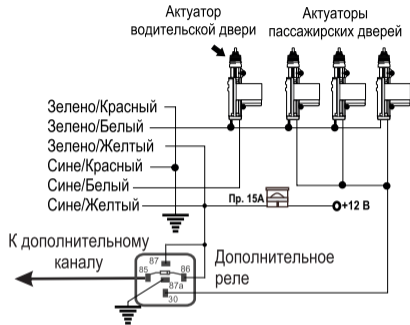 Актуатор
водительской двери
Актуаторы
пассажирских дверей
Зелено/Красный
Зелено/Белый
Зелено/Желтый
Сине/Красный
Сине/Белый
Сине/Желтый
Пр. 15А
+12 В
К дополнительному
каналу
Дополнительное
реле
87
85
86
87а
30